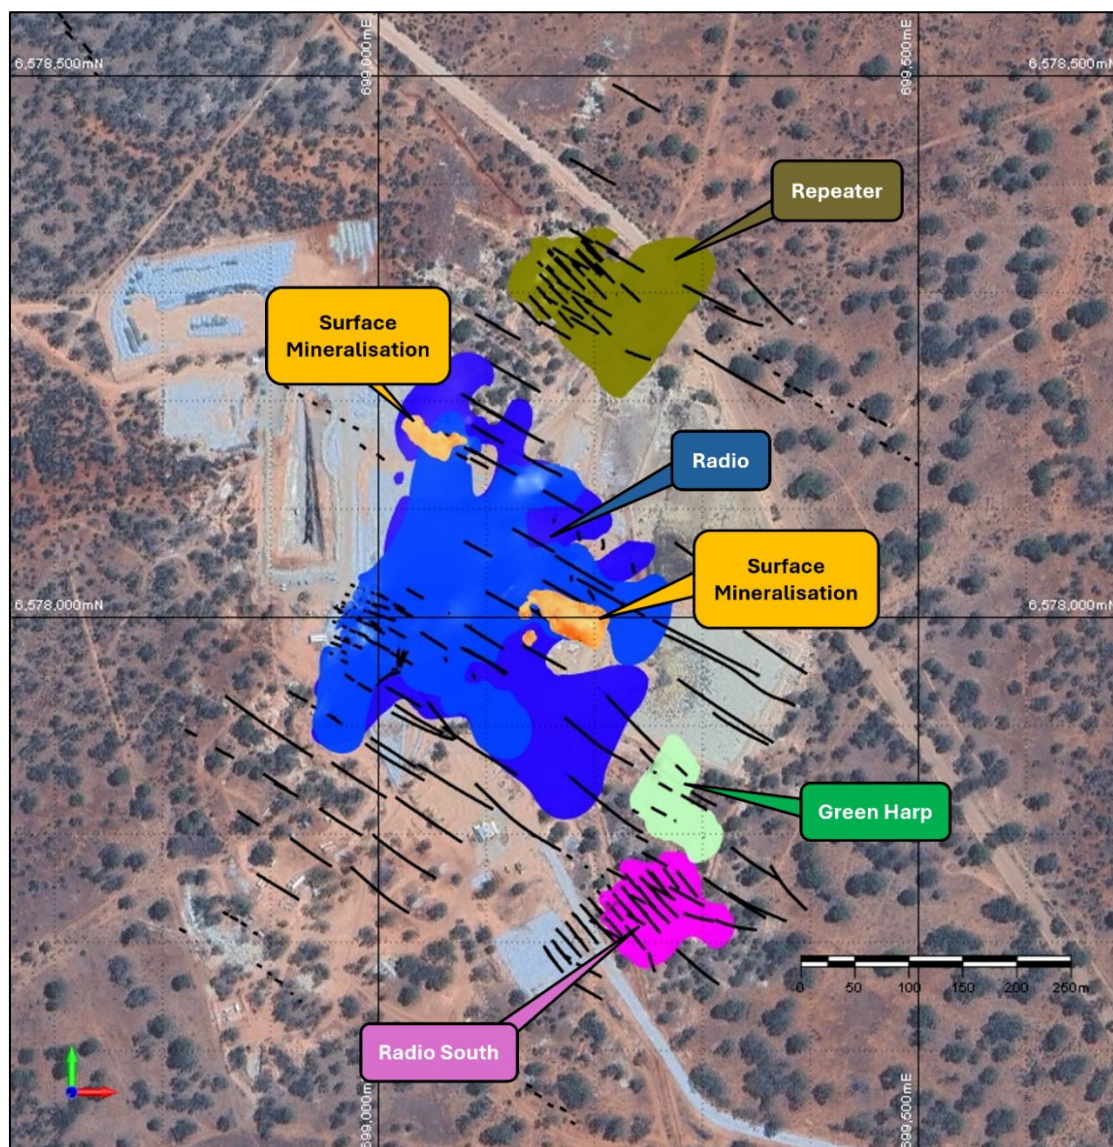 6,578,500mN
699,000mE
699,500mE
6,578,500mN
Repeater
Surface
Mineralisation
Radio
Surface
Mineralisation
6,578,000mN
6,578,000mN
Green Harp
0 50 100 150 200 250m
Radio South
699,000mE
699,500mE